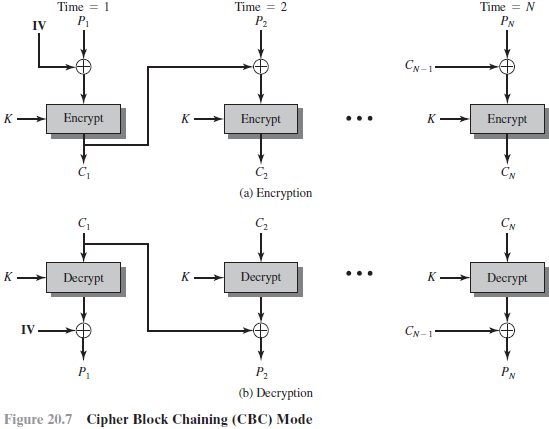 Time = 1 Time = 2 Time = N
IV P1 P2 PN
CN−1
K Encrypt K Encrypt • • • K Encrypt
C1 C2 CN
(a) Encryption
C1 C2 CN
K Decrypt K Decrypt • • • K Decrypt
IV CN−1
P1 P2 PN
(b) Decryption
Figure 20.7 Cipher Block Chaining (CBC) Mode